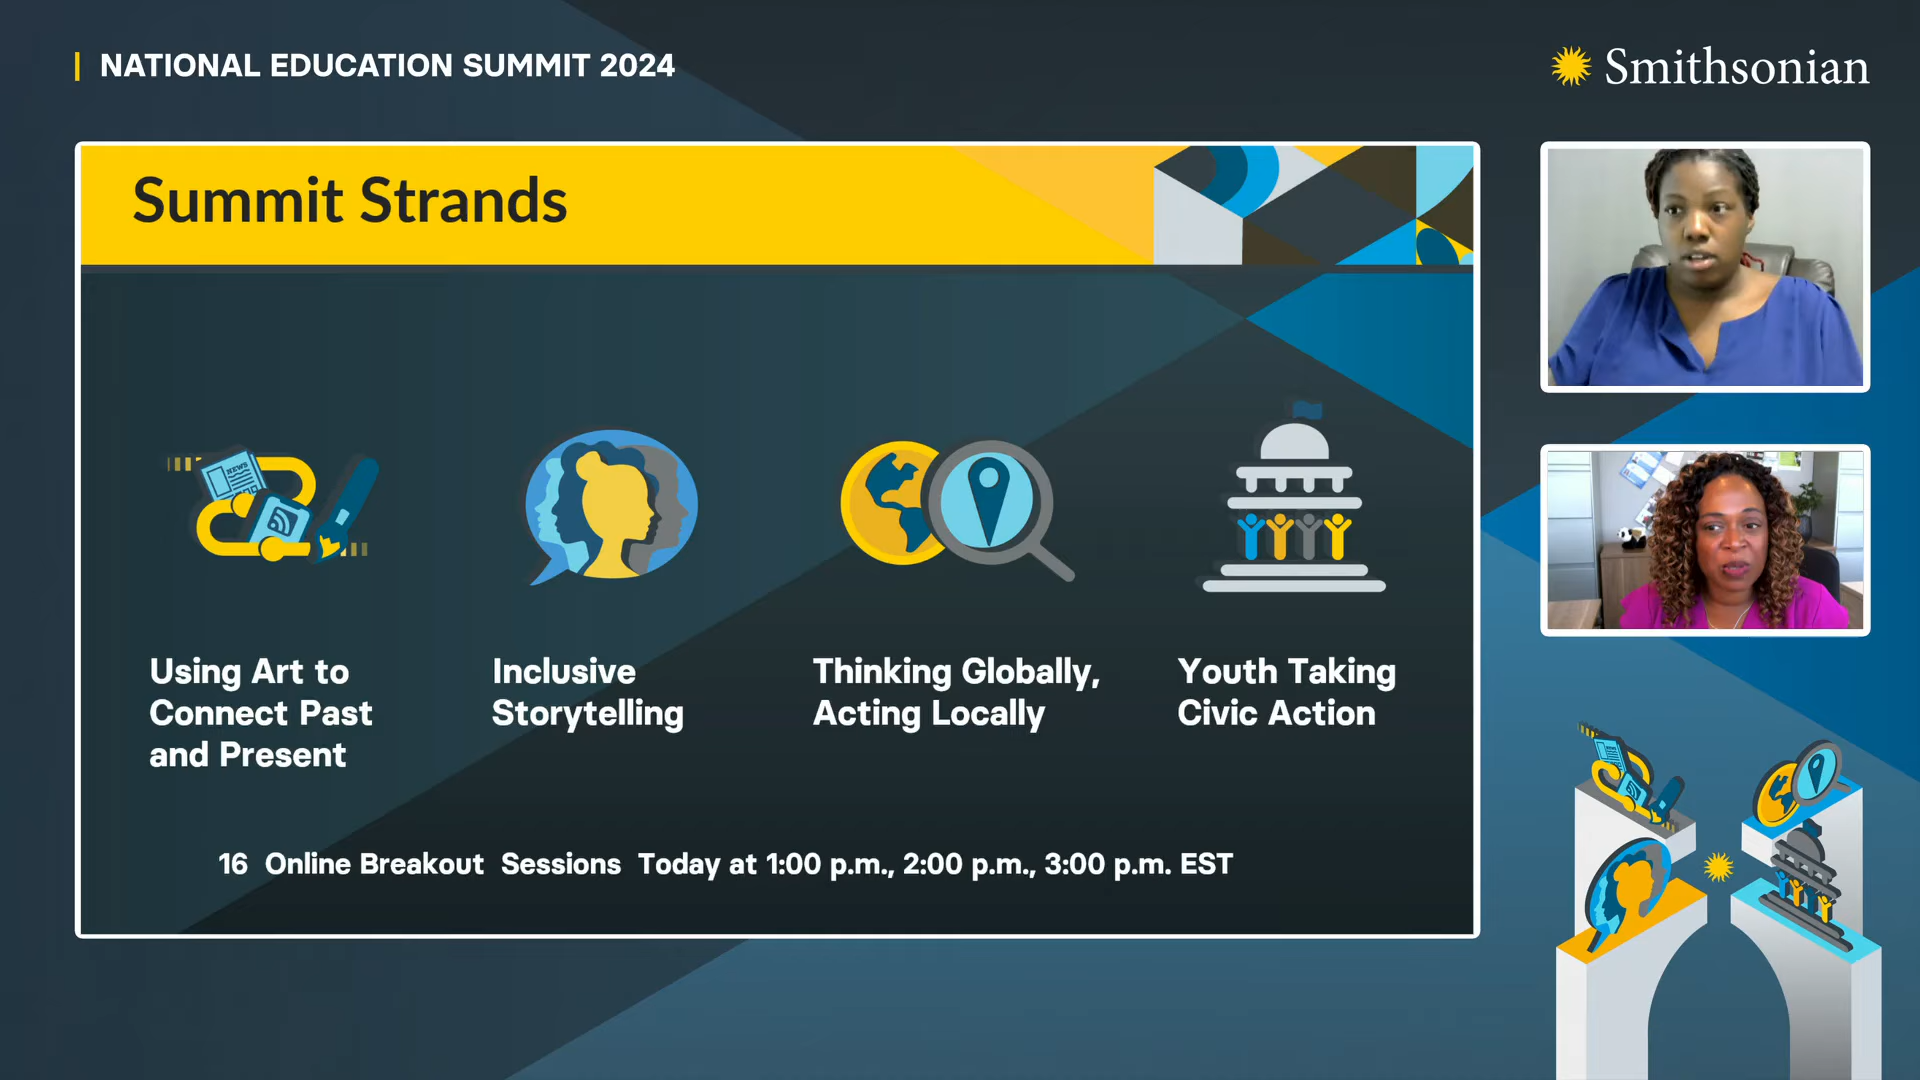 NATIONAL EDUCATION SUMMIT 2024
Smithsonian
Summit Strands
NEWS
Using Art to
Connect Past
and Present
Inclusive
Storytelling
Thinking Globally,
Acting Locally
Youth Taking
Civic Action
16 Online Breakout Sessions Today at 1:00 p.m., 2:00 p.m., 3:00 p.m. EST